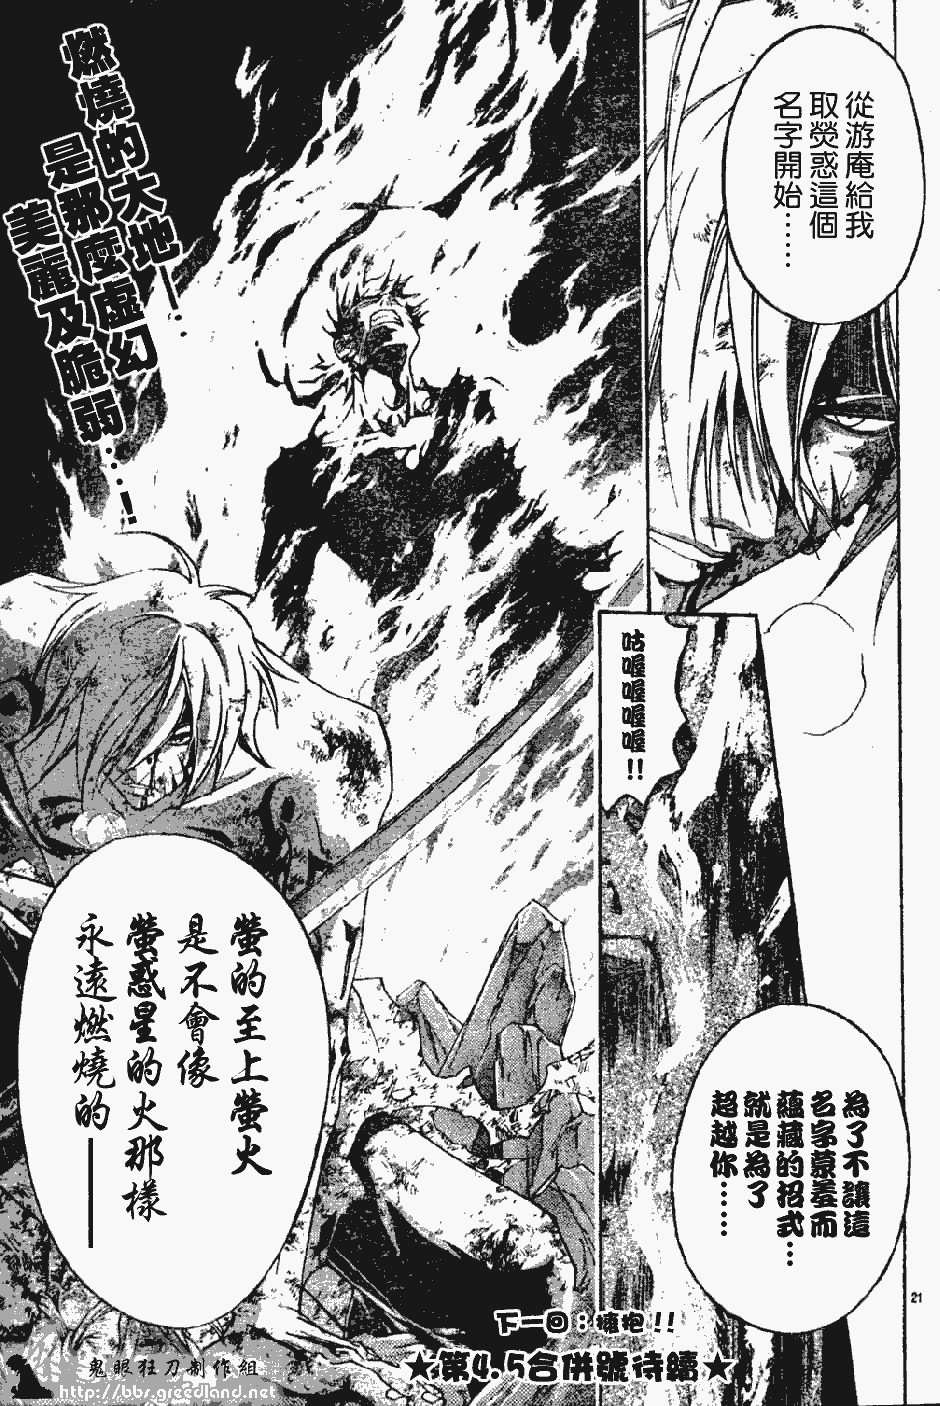 從游庵給我
取熒惑這個
名字開始……
咕喔喔喔喔!!
為了不讓這
名字蒙羞而
蘊藏的招式…
就是為了
超越你……
燃燒的大地——
是那麼虛幻
美麗及脆弱…!
螢的至上螢火
是不會像
螢惑星的火那樣
永遠燃燒的——
21
下一回：擁抱!!
★第4.5合併號待續★
鬼眼狂刀制作組
http://bbs.greedland.net